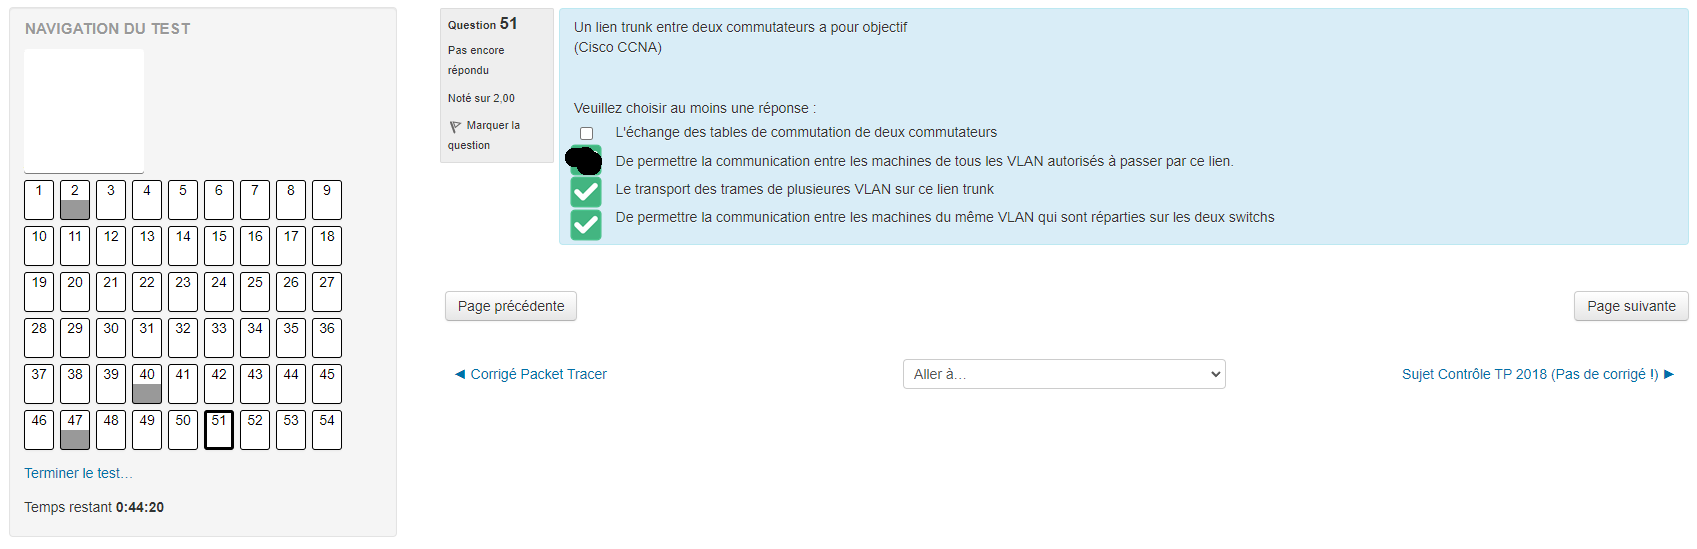 NAVIGATION DU TEST
1 2 3 4 5 6 7 8 9
10 11 12 13 14 15 16 17 18
19 20 21 22 23 24 25 26 27
28 29 30 31 32 33 34 35 36
37 38 39 40 41 42 43 44 45
46 47 48 49 50 51 52 53 54
Terminer le test…
Temps restant 0:44:20
Question 51
Pas encore
répondu
Noté sur 2,00
Marquer la
question
Un lien trunk entre deux commutateurs a pour objectif
(Cisco CCNA)
Veuillez choisir au moins une réponse :
L'échange des tables de commutation de deux commutateurs
De permettre la communication entre les machines de tous les VLAN autorisés à passer par ce lien.
Le transport des trames de plusieures VLAN sur ce lien trunk
De permettre la communication entre les machines du même VLAN qui sont réparties sur les deux switchs
Page précédente
Page suivante
◄ Corrigé Packet Tracer
Aller à…
Sujet Contrôle TP 2018 (Pas de corrigé !) ►